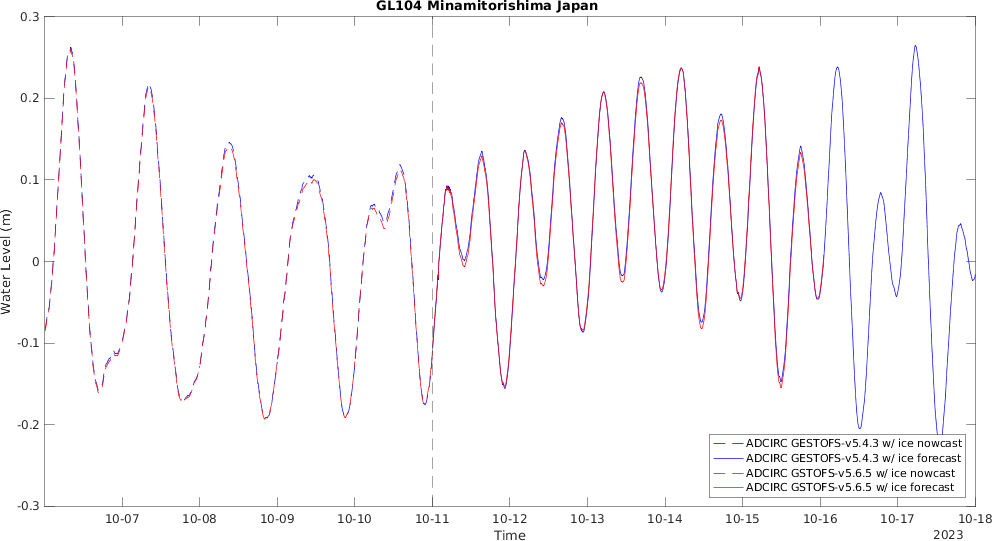 GL104 Minamitorishima Japan
0.3
0.2
0.1
0
-0.1
-0.2
-0.3
Water Level (m)
ADCIRC GESTOFS-v5.4.3 w/ ice nowcast
ADCIRC GESTOFS-v5.4.3 w/ ice forecast
ADCIRC GSTOFS-v5.6.5 w/ ice nowcast
ADCIRC GSTOFS-v5.6.5 w/ ice forecast
10-07 10-08 10-09 10-10 10-11 10-12 10-13 10-14 10-15 10-16 10-17 10-18
Time
2023